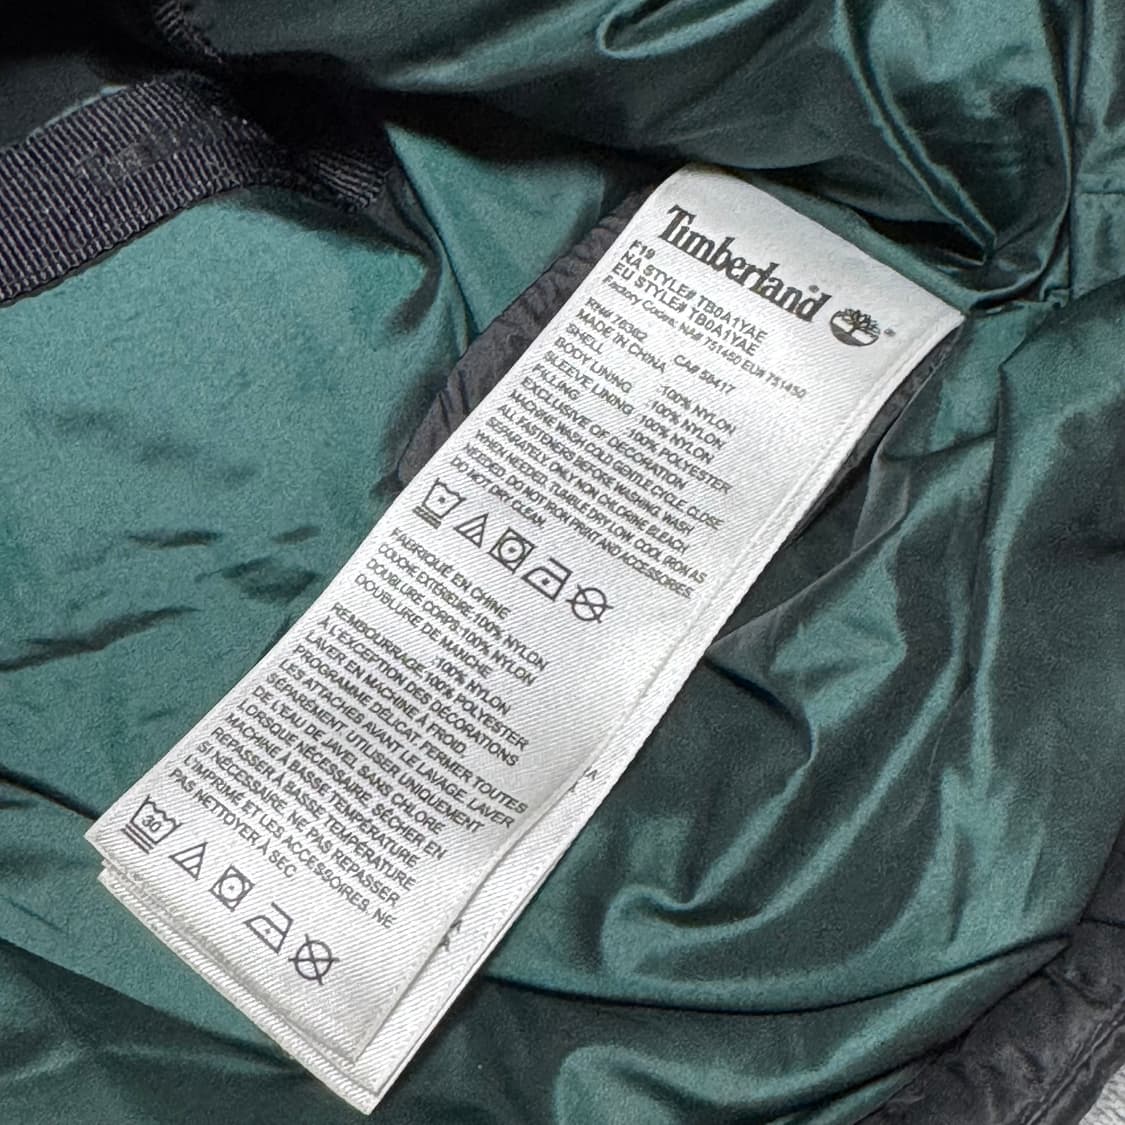 Timberland
F19
NA STYLE# TB0A1YAE
EU STYLE# TB0A1YAE
Factory Codes: NA# 751450 EU# 751450
RN# 76362 CA# 58417
MADE IN CHINA
SHELL :100% NYLON
BODY LINING :100% NYLON
SLEEVE LINING :100% NYLON
FILLING :100% POLYESTER
EXCLUSIVE OF DECORATION
MACHINE WASH COLD GENTLE CYCLE. CLOSE
ALL FASTENERS BEFORE WASHING. WASH
SEPARATELY. ONLY NON CHLORINE BLEACH
WHEN NEEDED. TUMBLE DRY LOW. COOL IRON AS
NEEDED. DO NOT IRON PRINT AND ACCESSORIES.
DO NOT DRY CLEAN.
FABRIQUÉ EN CHINE
COUCHE EXTÉRIEURE:100% NYLON
DOUBLURE CORPS:100% NYLON
DOUBLURE DE MANCHE
:100% NYLON
REMBOURRAGE :100% POLYESTER
À L'EXCEPTION DES DÉCORATIONS
LAVER EN MACHINE À FROID.
PROGRAMME DÉLICAT. FERMER TOUTES
LES ATTACHES AVANT LE LAVAGE. LAVER
SÉPARÉMENT. UTILISER UNIQUEMENT
DE L'EAU DE JAVEL SANS CHLORE
LORSQUE NÉCESSAIRE. SÉCHER EN
MACHINE À BASSE TEMPÉRATURE.
REPASSER À BASSE TEMPÉRATURE
SI NÉCESSAIRE. NE PAS REPASSER
L'IMPRIMÉ ET LES ACCESSOIRES. NE
PAS NETTOYER À SEC.
30